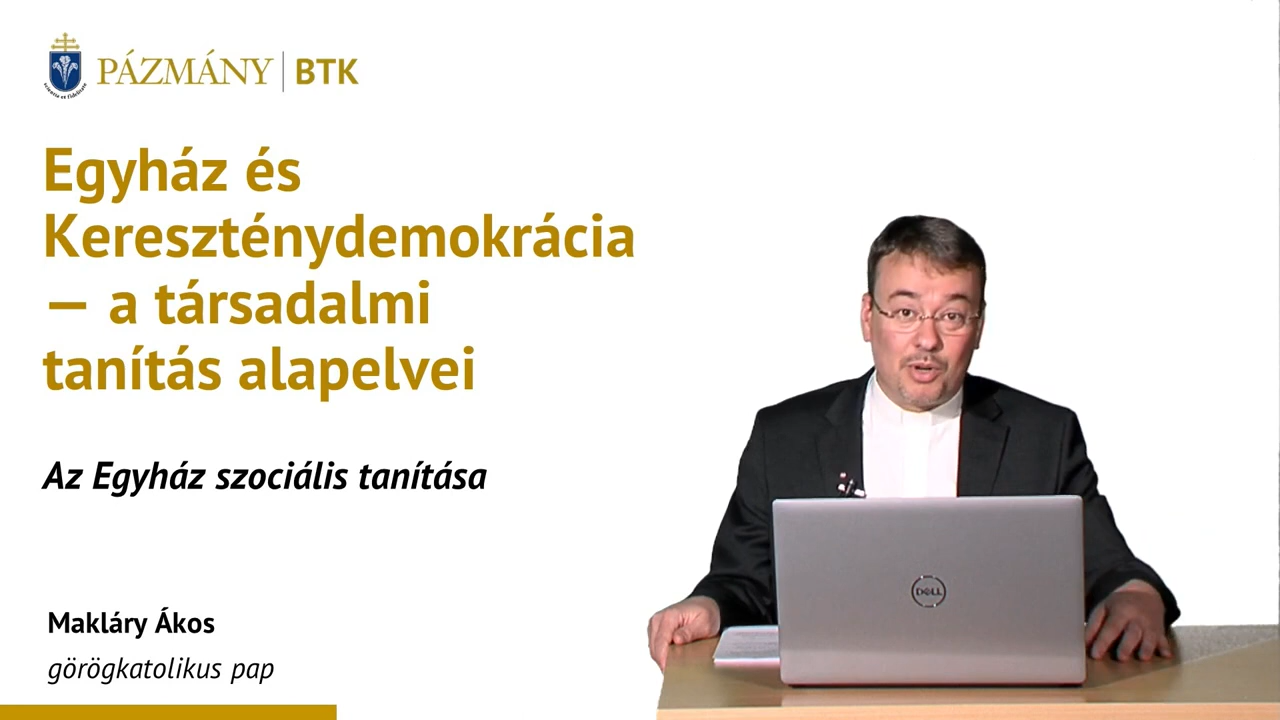 PÁZMÁNY | BTK
Egyház és
Kereszténydemokrácia
— a társadalmi
tanítás alapelvei
Az Egyház szociális tanítása
Makláry Ákos
görögkatolikus pap
DELL